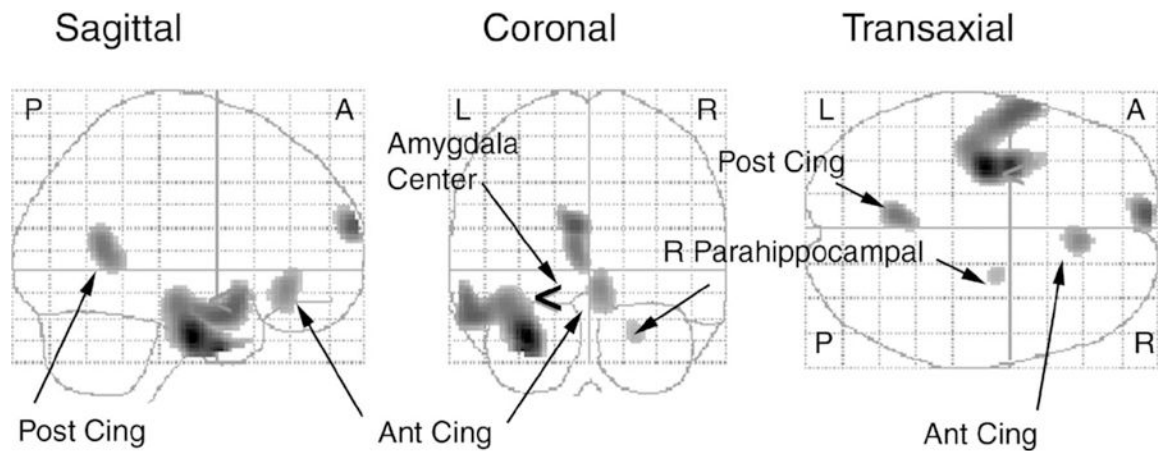 Sagittal
Coronal
Transaxial
P
A
L
R
L
A
Amygdala
Center
Post Cing
R Parahippocampal
P
R
Post Cing
Ant Cing
Ant Cing